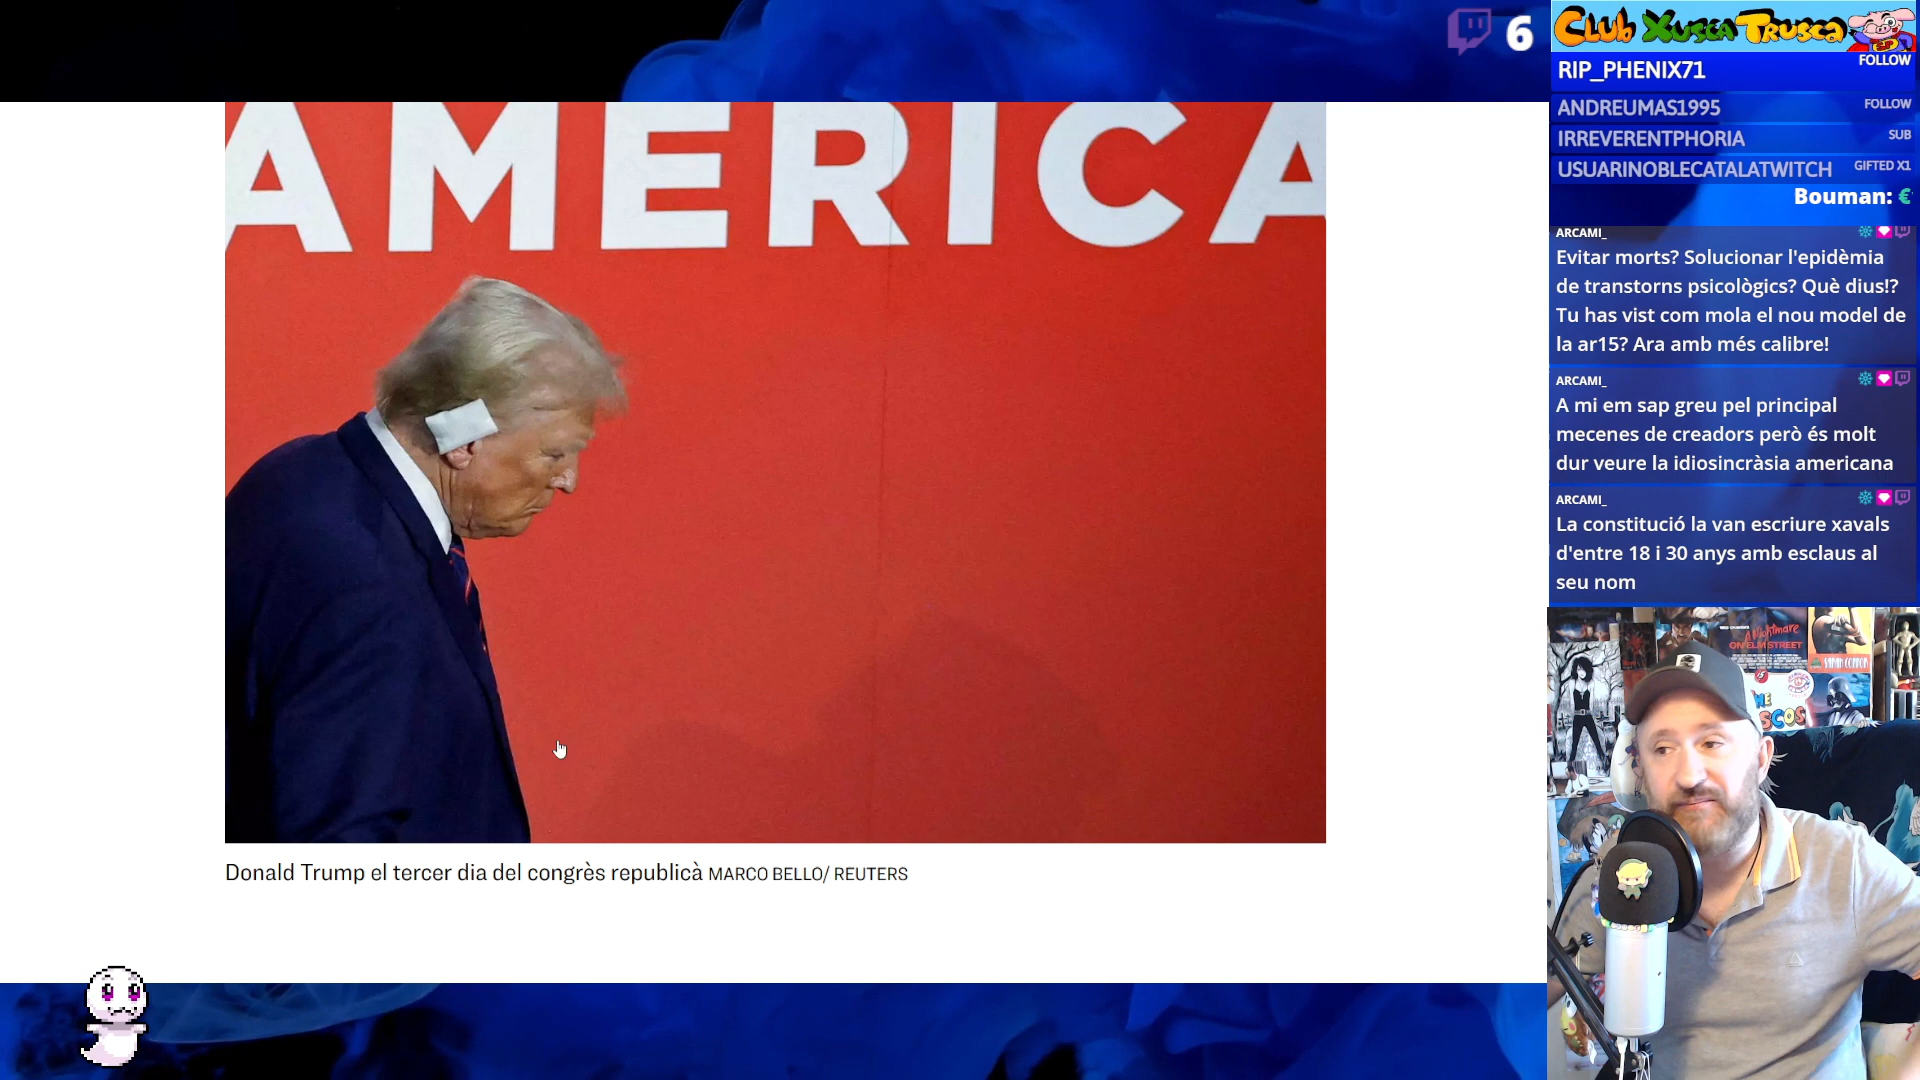 6
AMERICA
Donald Trump el tercer dia del congrès republicà MARCO BELLO/ REUTERS
CLUB XUSCA TRUSCA
RIP_PHENIX71 FOLLOW
ANDREUMAS1995 FOLLOW
IRREVERENTPHORIA SUB
USUARINOBLECATALATWITCH GIFTED X1
Bouman: €
ARCAMI_
Evitar morts? Solucionar l'epidèmia
de transtorns psicològics? Què dius!?
Tu has vist com mola el nou model de
la ar15? Ara amb més calibre!
ARCAMI_
A mi em sap greu pel principal
mecenes de creadors però és molt
dur veure la idiosincràsia americana
ARCAMI_
La constitució la van escriure xavals
d'entre 18 i 30 anys amb esclaus al
seu nom
A Nightmare
ON ELM STREET
SARAH CONNOR